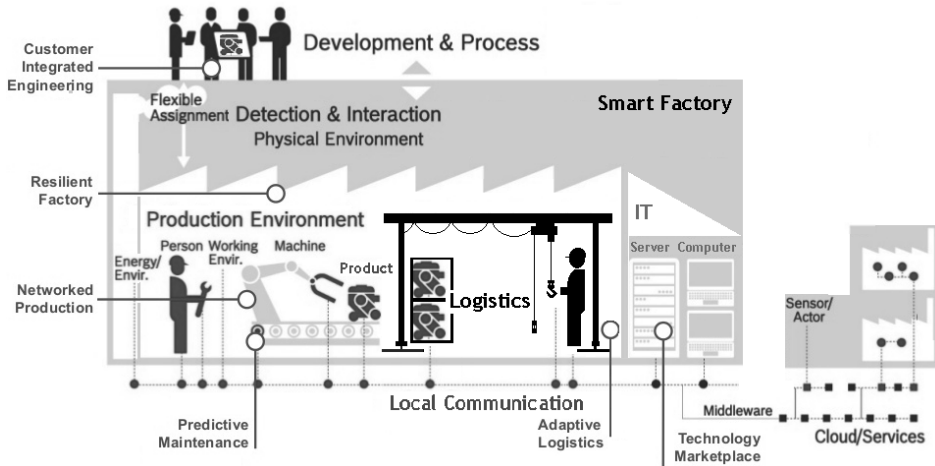 Customer
Integrated
Engineering
Development & Process
Flexible
Assignment
Detection & Interaction
Physical Environment
Smart Factory
Resilient
Factory
Production Environment
IT
Person
Working
Envir.
Machine
Energy/
Envir.
Product
Server
Computer
Logistics
Networked
Production
Sensor/
Actor
Local Communication
Predictive
Maintenance
Adaptive
Logistics
Technology
Marketplace
Middleware
Cloud/Services